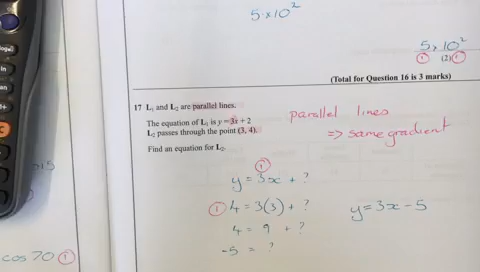 5·x10²
5 x 10²
① (2) ①
(Total for Question 16 is 3 marks)
17 L₁ and L₂ are parallel lines.
The equation of L₁ is y = 3x + 2
L₂ passes through the point (3, 4).
Find an equation for L₂.
parallel lines
=> same gradient
①
y = 3x + ?
① 4 = 3(3) + ?
4 = 9 + ?
-5 = ?
y = 3x - 5
cos 70 ①